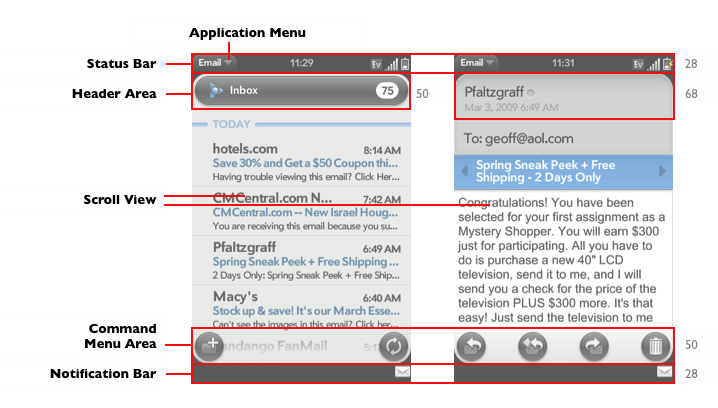 Application Menu
Status Bar
Header Area
Scroll View
Command
Menu Area
Notification Bar
Email
11:29
Ev
Inbox
75
50
TODAY
hotels.com 8:14 AM
Save 30% and Get a $50 Coupon thi...
Having trouble viewing this email? Click Her...
CMCentral.com N... 7:42 AM
CMCentral.com -- New Israel Houg...
You are receiving this email because you su...
Pfaltzgraff 6:49 AM
Spring Sneak Peek + Free Shipping ...
2 Days Only: Spring Sneak Peek + Free Ship...
Macy's 6:40 AM
Stock up & save! It's our March Esse...
Can't see the images in this email? Click her...
Fandango FanMail
Email
11:31
Ev
28
Pfaltzgraff
Mar 3, 2009 6:49 AM
68
To: geoff@aol.com
Spring Sneak Peek + Free
Shipping - 2 Days Only
Congratulations! You have been
selected for your first assignment as a
Mystery Shopper. You will earn $300
just for participating. All you have to
do is purchase a new 40" LCD
television, send it to me, and I will
send you a check for the price of the
television PLUS $300 more. It's that
easy! Just send the television to me
50
28